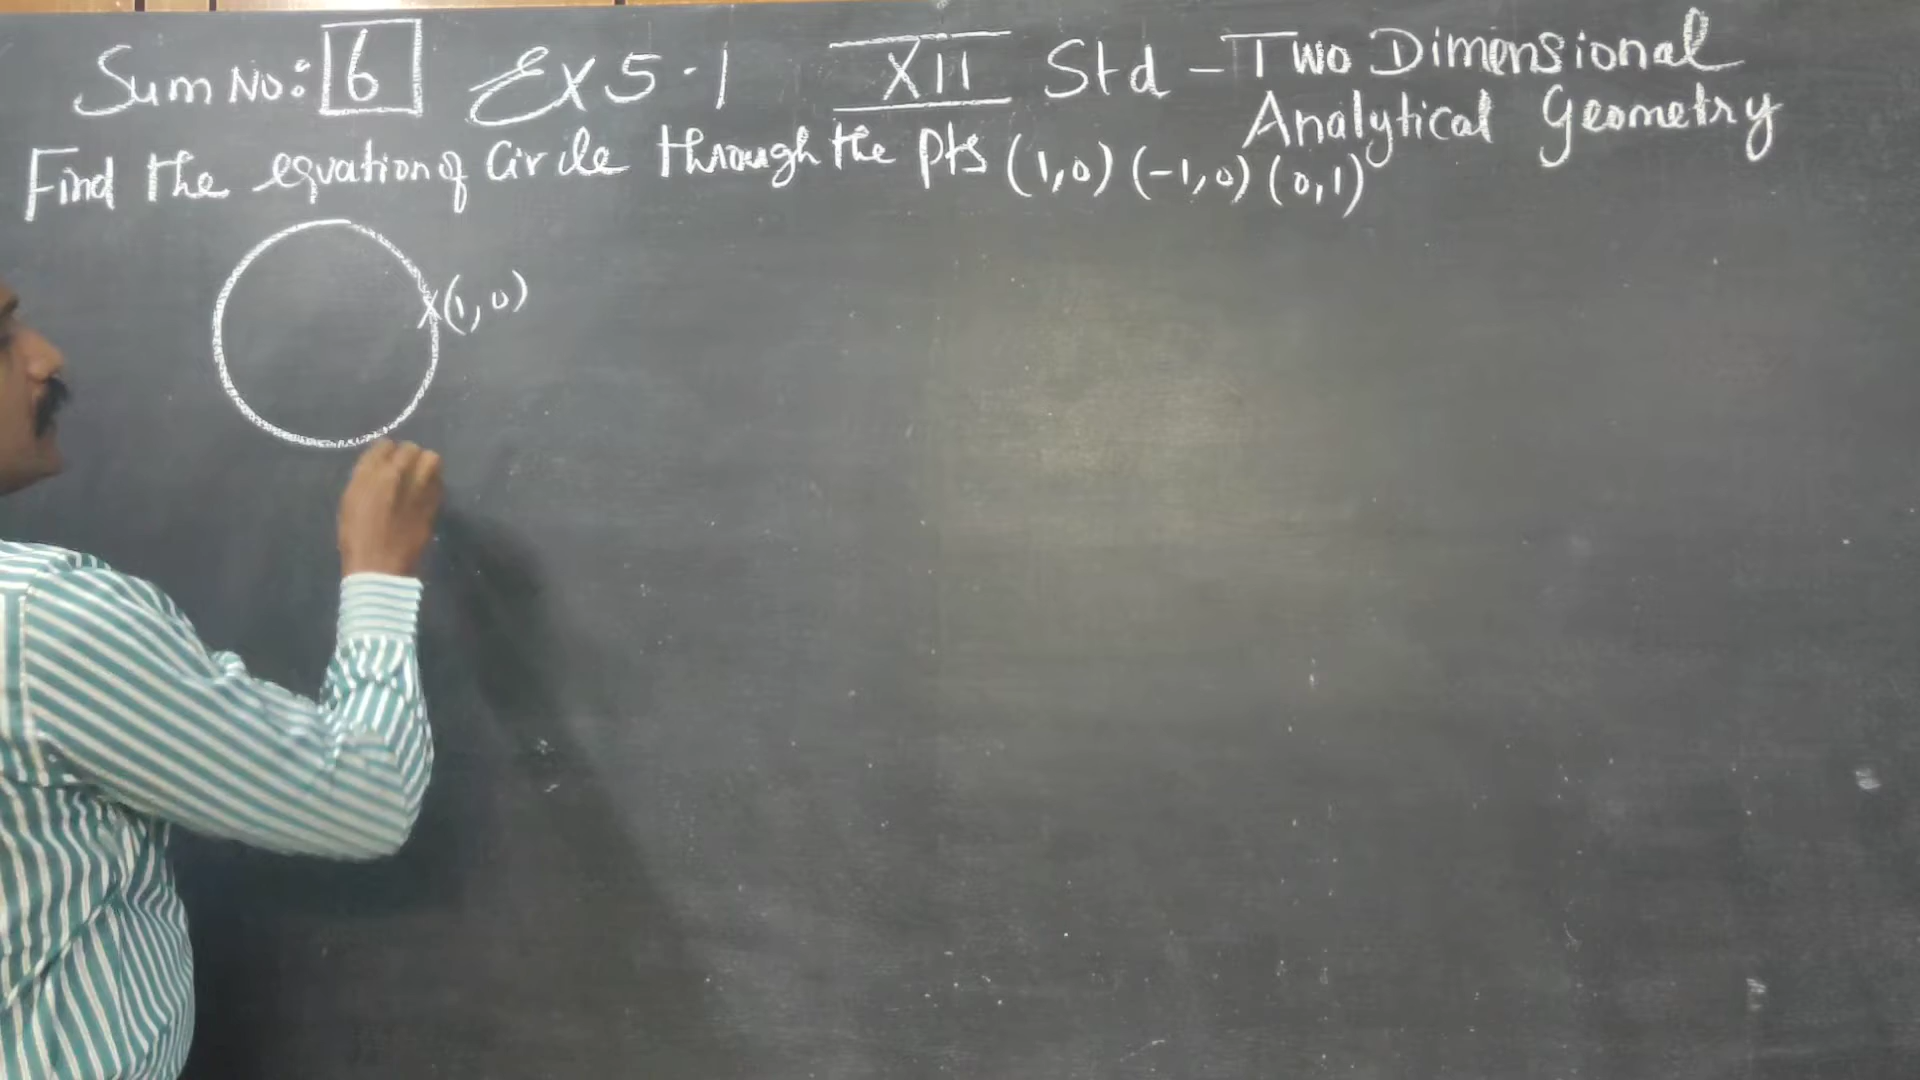 Sum No: 6 Ex 5.1 XII Std - Two Dimensional
Analytical Geometry
Find the equation of Circle through the pts (1,0) (-1,0) (0,1)
X(1,0)